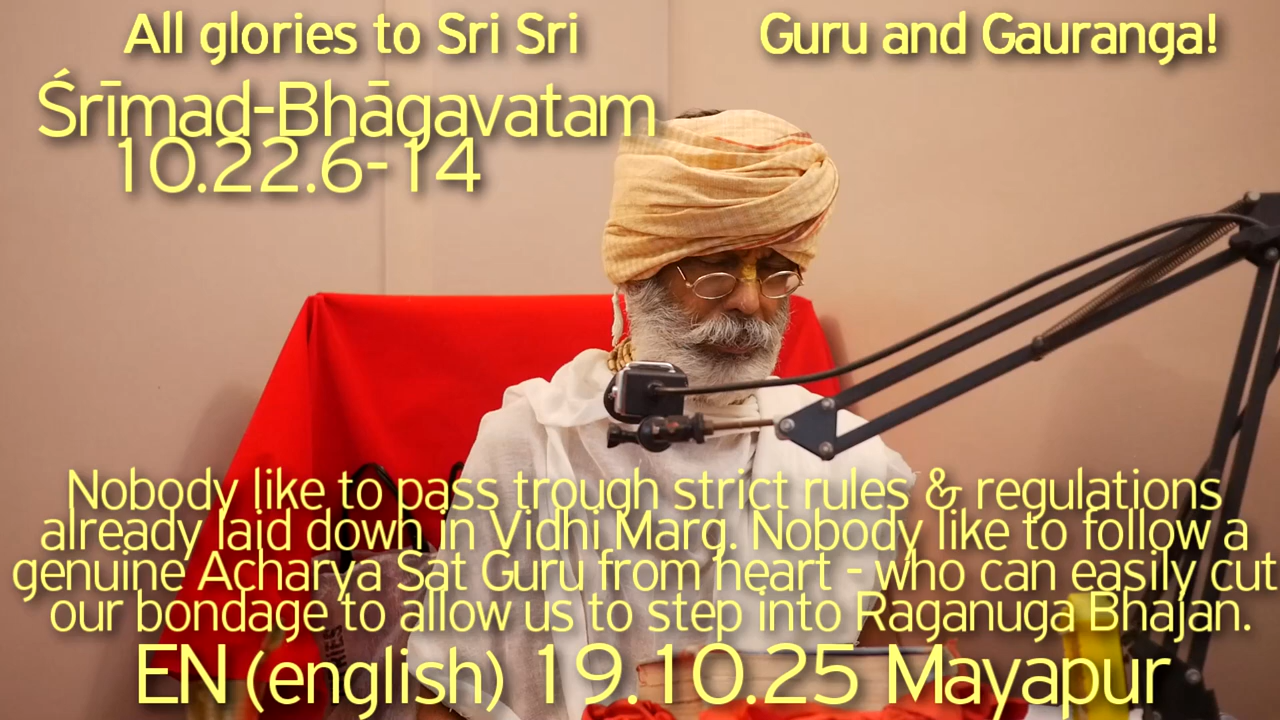 All glories to Sri Sri Guru and Gauranga!
Śrīmad-Bhāgavatam
10.22.6-14
Nobody like to pass trough strict rules & regulations
already laid down in Vidhi Marg. Nobody like to follow a
genuine Acharya Sat Guru from heart - who can easily cut
our bondage to allow us to step into Raganuga Bhajan.
EN (english) 19.10.25 Mayapur